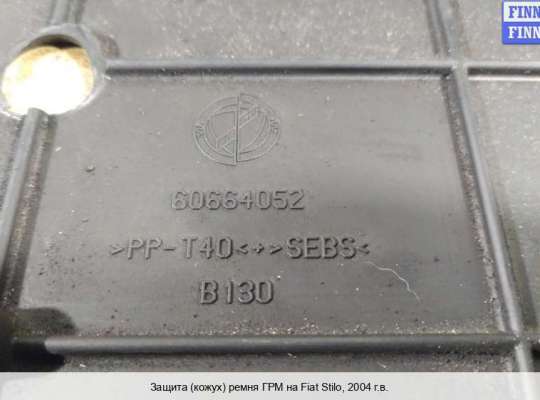 FINN
FINN
60664052
>PP-T40<+>SEBS<
B130
Защита (кожух) ремня ГРМ на Fiat Stilo, 2004 г.в.